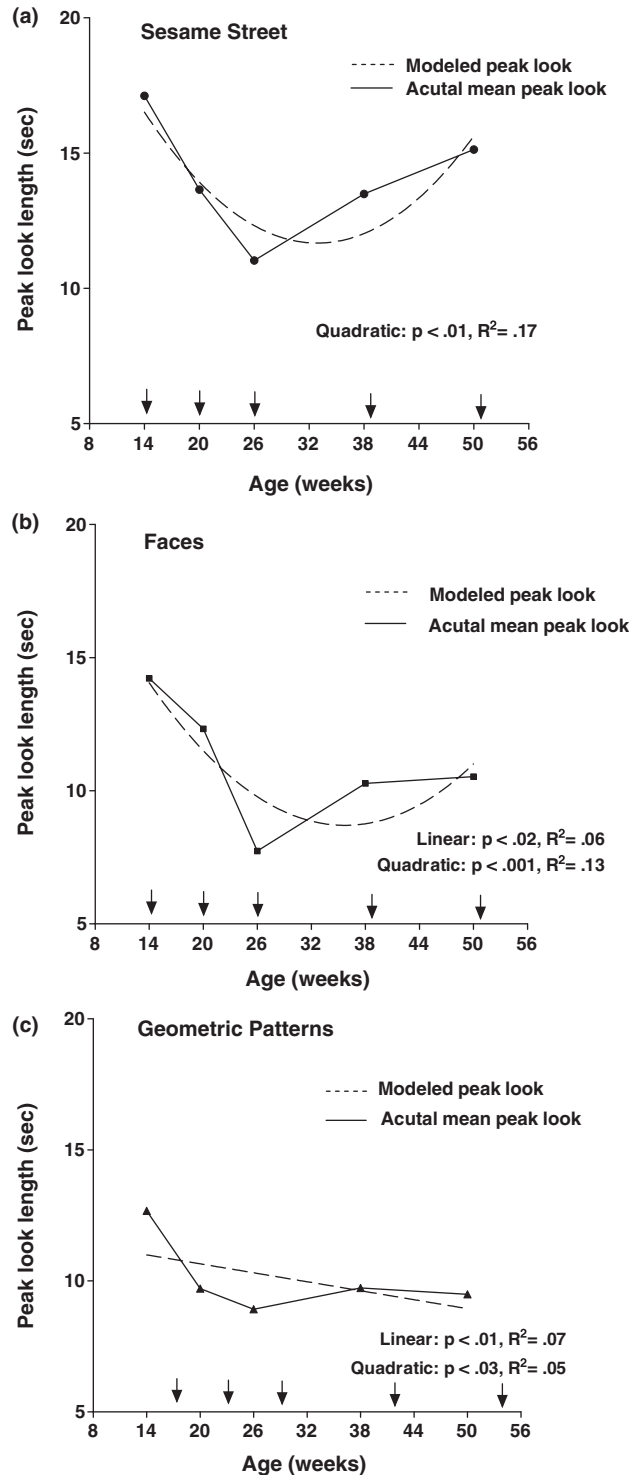 (a)
Sesame Street
Modeled peak look
Acutal mean peak look
Peak look length (sec)
20
15
10
5
Quadratic: p < .01, R²= .17
8 14 20 26 32 38 44 50 56
Age (weeks)
(b)
Faces
Modeled peak look
Acutal mean peak look
Peak look length (sec)
20
15
10
5
Linear: p < .02, R²= .06
Quadratic: p < .001, R²= .13
8 14 20 26 32 38 44 50 56
Age (weeks)
(c)
Geometric Patterns
Modeled peak look
Acutal mean peak look
Peak look length (sec)
20
15
10
5
Linear: p < .01, R²= .07
Quadratic: p < .03, R²= .05
8 14 20 26 32 38 44 50 56
Age (weeks)